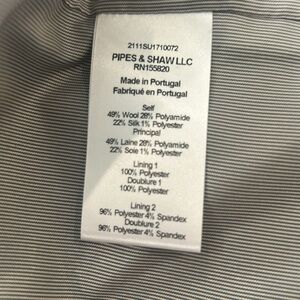 2111SU1710072
PIPES & SHAW LLC
RN155820
Made in Portugal
Fabriqué en Portugal
Self
49% Wool 28% Polyamide
22% Silk 1% Polyester
Principal
49% Laine 28% Polyamide
22% Soie 1% Polyester
Lining 1
100% Polyester
Doublure 1
100% Polyester
Lining 2
96% Polyester 4% Spandex
Doublure 2
96% Polyester 4% Spandex